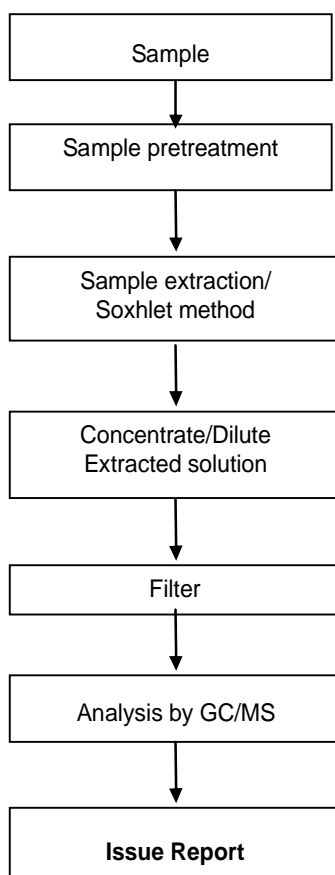 Sample
Sample pretreatment
Sample extraction/
Soxhlet method
Concentrate/Dilute
Extracted solution
Filter
Analysis by GC/MS
Issue Report